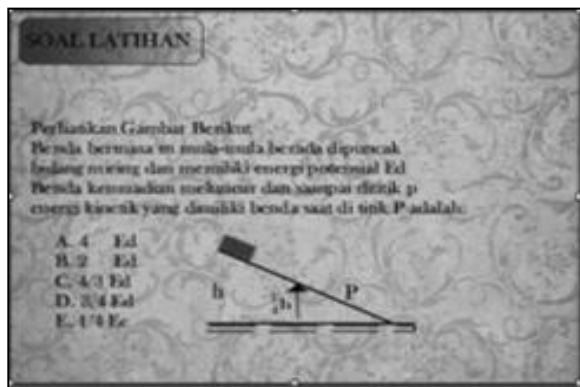 SOAL LATIHAN
Perhatikan Gambar Berikut
Benda bermasa m mula-mula berada dipuncak
bidang miring dan memiliki energi potensial Ed
Benda kemudian meluncur dan sampai dititik p
energi kinetik yang dimiliki benda saat di titik P adalah:
A. 4 Ed
B. 2 Ed
C. 4/3 Ed
D. 3/4 Ed
E. 1/4 Ec
h
P